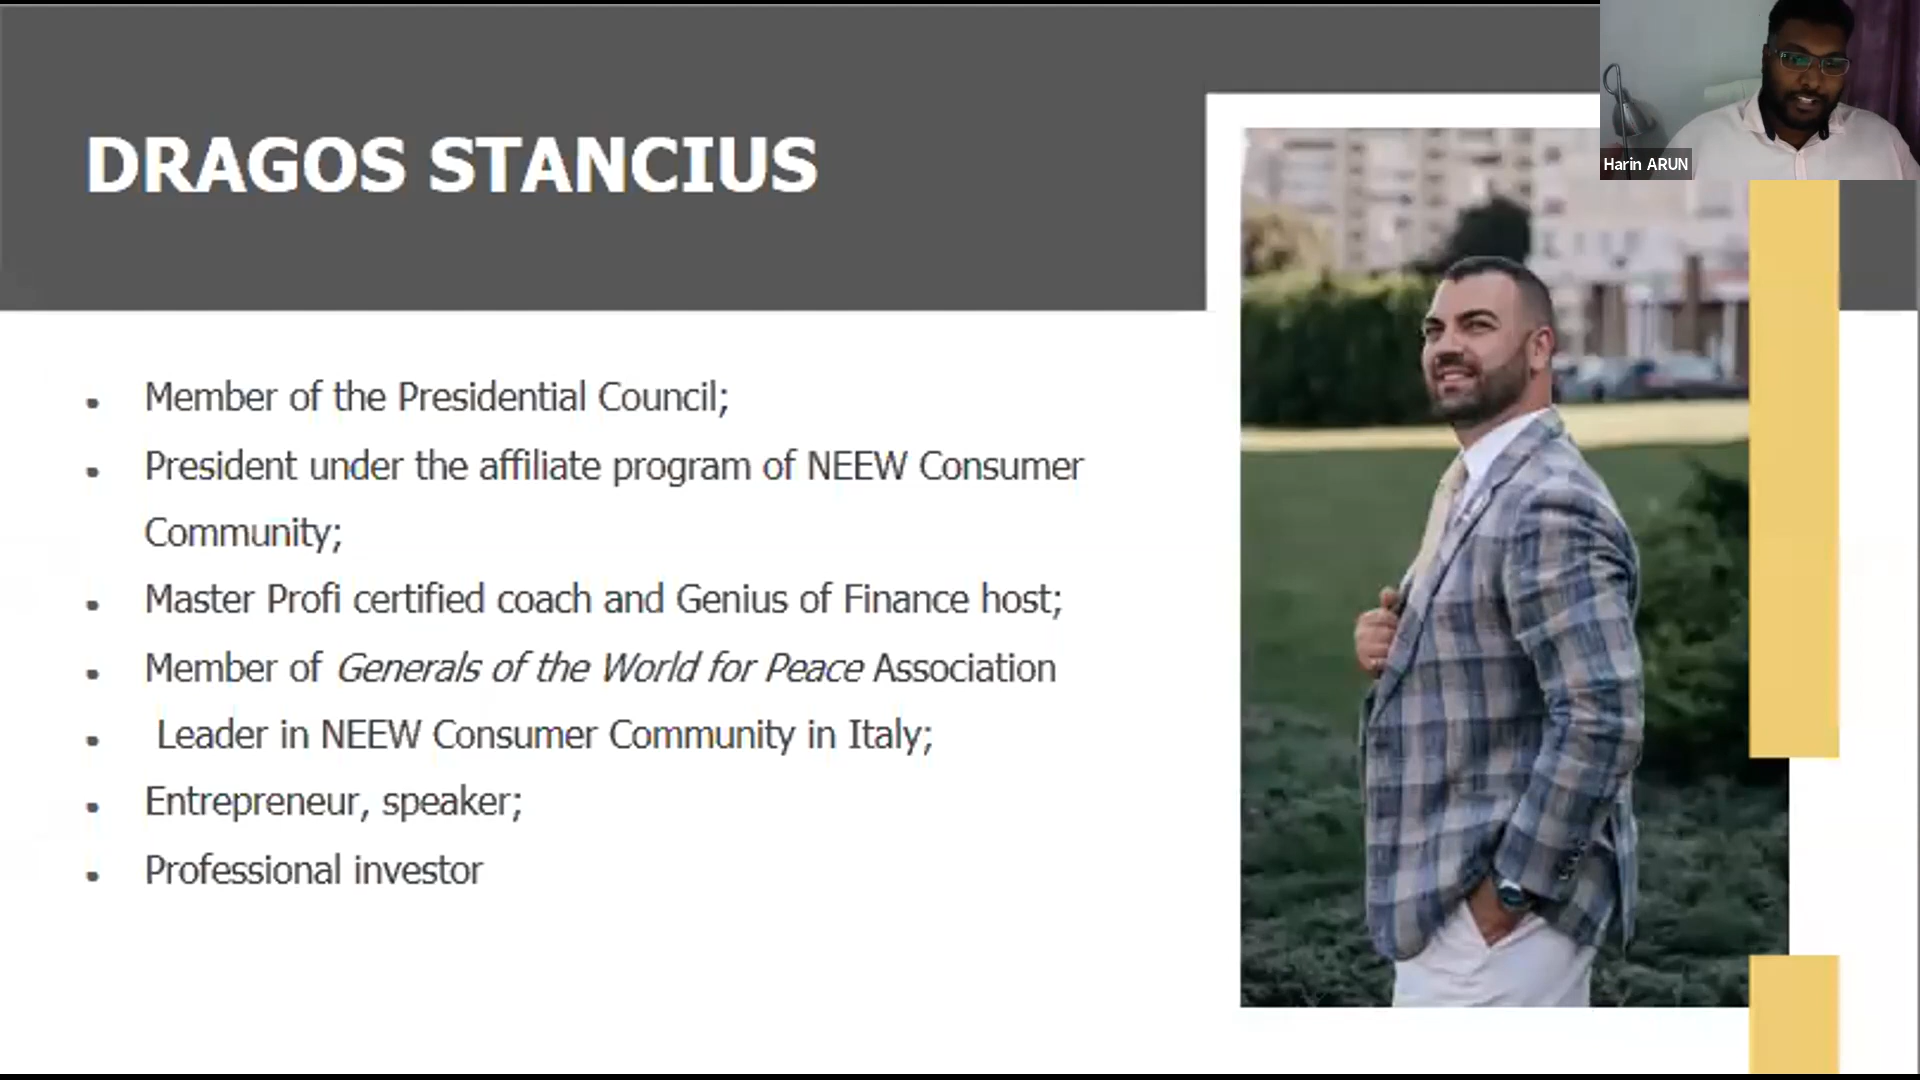 DRAGOS STANCIUS
Harin ARUN
Member of the Presidential Council;
President under the affiliate program of NEEW Consumer
Community;
Master Profi certified coach and Genius of Finance host;
Member of Generals of the World for Peace Association
Leader in NEEW Consumer Community in Italy;
Entrepreneur, speaker;
Professional investor